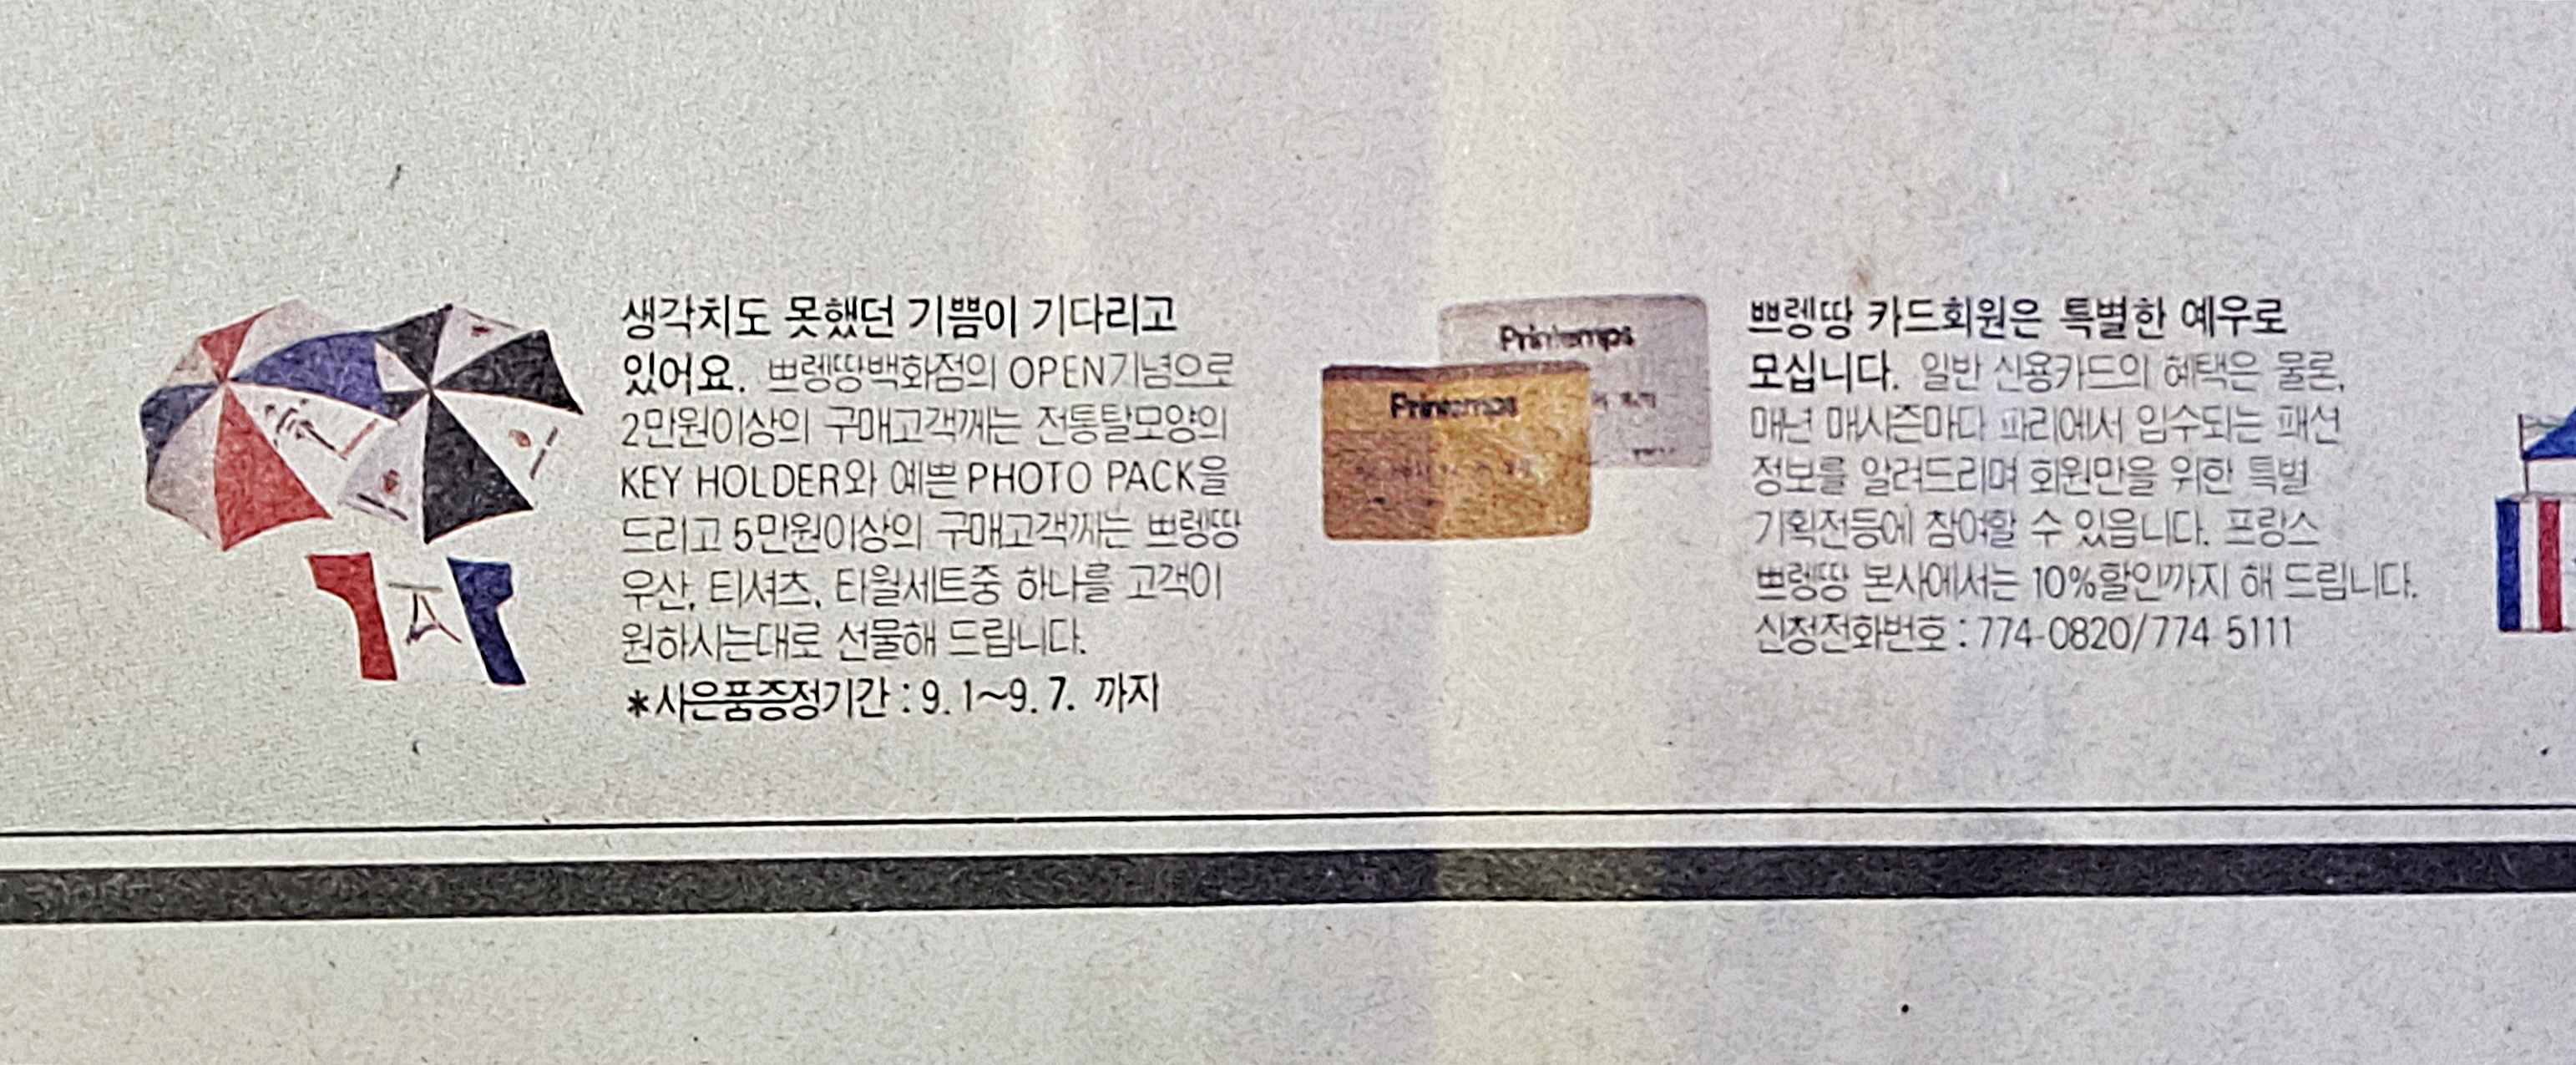 생각치도 못했던 기쁨이 기다리고
있어요. 쁘렝땅백화점의 OPEN기념으로
2만원이상의 구매고객께는 전통탈모양의
KEY HOLDER와 예쁜 PHOTO PACK을
드리고 5만원이상의 구매고객께는 쁘렝땅
우산, 티셔츠, 타월세트중 하나를 고객이
원하시는대로 선물해 드립니다.
*사은품증정기간 : 9. 1~9. 7. 까지
Printemps
Printemps
쁘렝땅 카드회원은 특별한 예우로
모십니다. 일반 신용카드의 혜택은 물론,
매년 매시즌마다 파리에서 입수되는 패션
정보를 알려드리며 회원만을 위한 특별
기획전등에 참여할 수 있읍니다. 프랑스
쁘렝땅 본사에서는 10%할인까지 해 드립니다.
신청전화번호 : 774-0820/774-5111